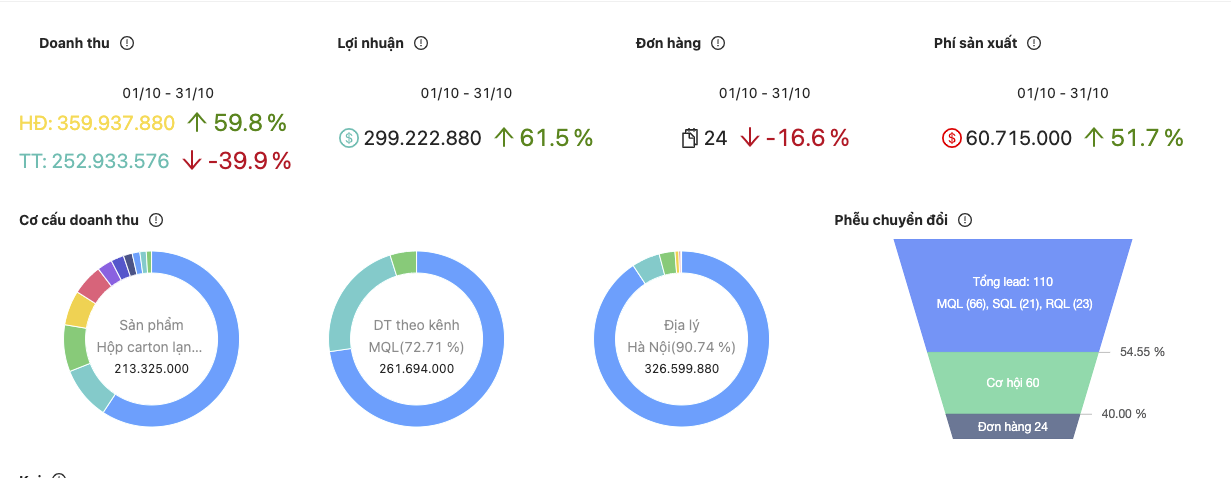 Doanh thu
01/10 - 31/10
HĐ: 359.937.880 59.8 %
TT: 252.933.576 -39.9 %
Lợi nhuận
01/10 - 31/10
299.222.880 61.5 %
Đơn hàng
01/10 - 31/10
24 -16.6 %
Phí sản xuất
01/10 - 31/10
60.715.000 51.7 %
Cơ cấu doanh thu
Sản phẩm
Hộp carton lạn...
213.325.000
DT theo kênh
MQL(72.71 %)
261.694.000
Địa lý
Hà Nội(90.74 %)
326.599.880
Phễu chuyển đổi
Tổng lead: 110
MQL (66), SQL (21), RQL (23)
54.55 %
Cơ hội 60
40.00 %
Đơn hàng 24